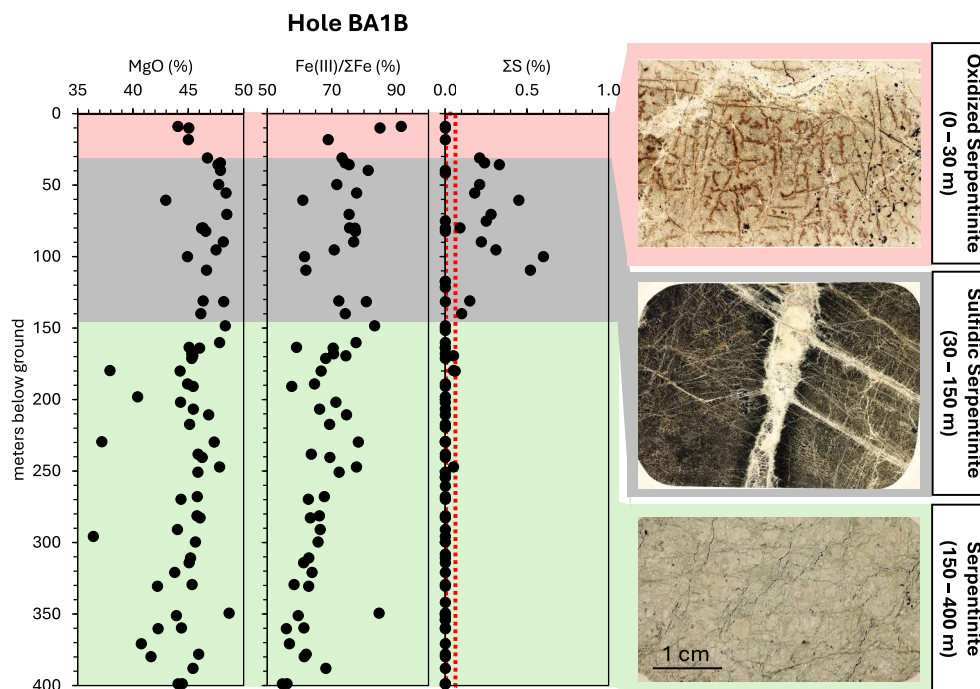 Hole BA1B
MgO (%)
Fe(III)/ΣFe (%)
ΣS (%)
35
40
45
50
50
70
90
0.0
0.5
1.0
0
50
100
150
200
250
300
350
400
meters below ground
Oxidized Serpentinite
(0 – 30 m)
Sulfidic Serpentinite
(30 – 150 m)
Serpentinite
(150 – 400 m)
1 cm